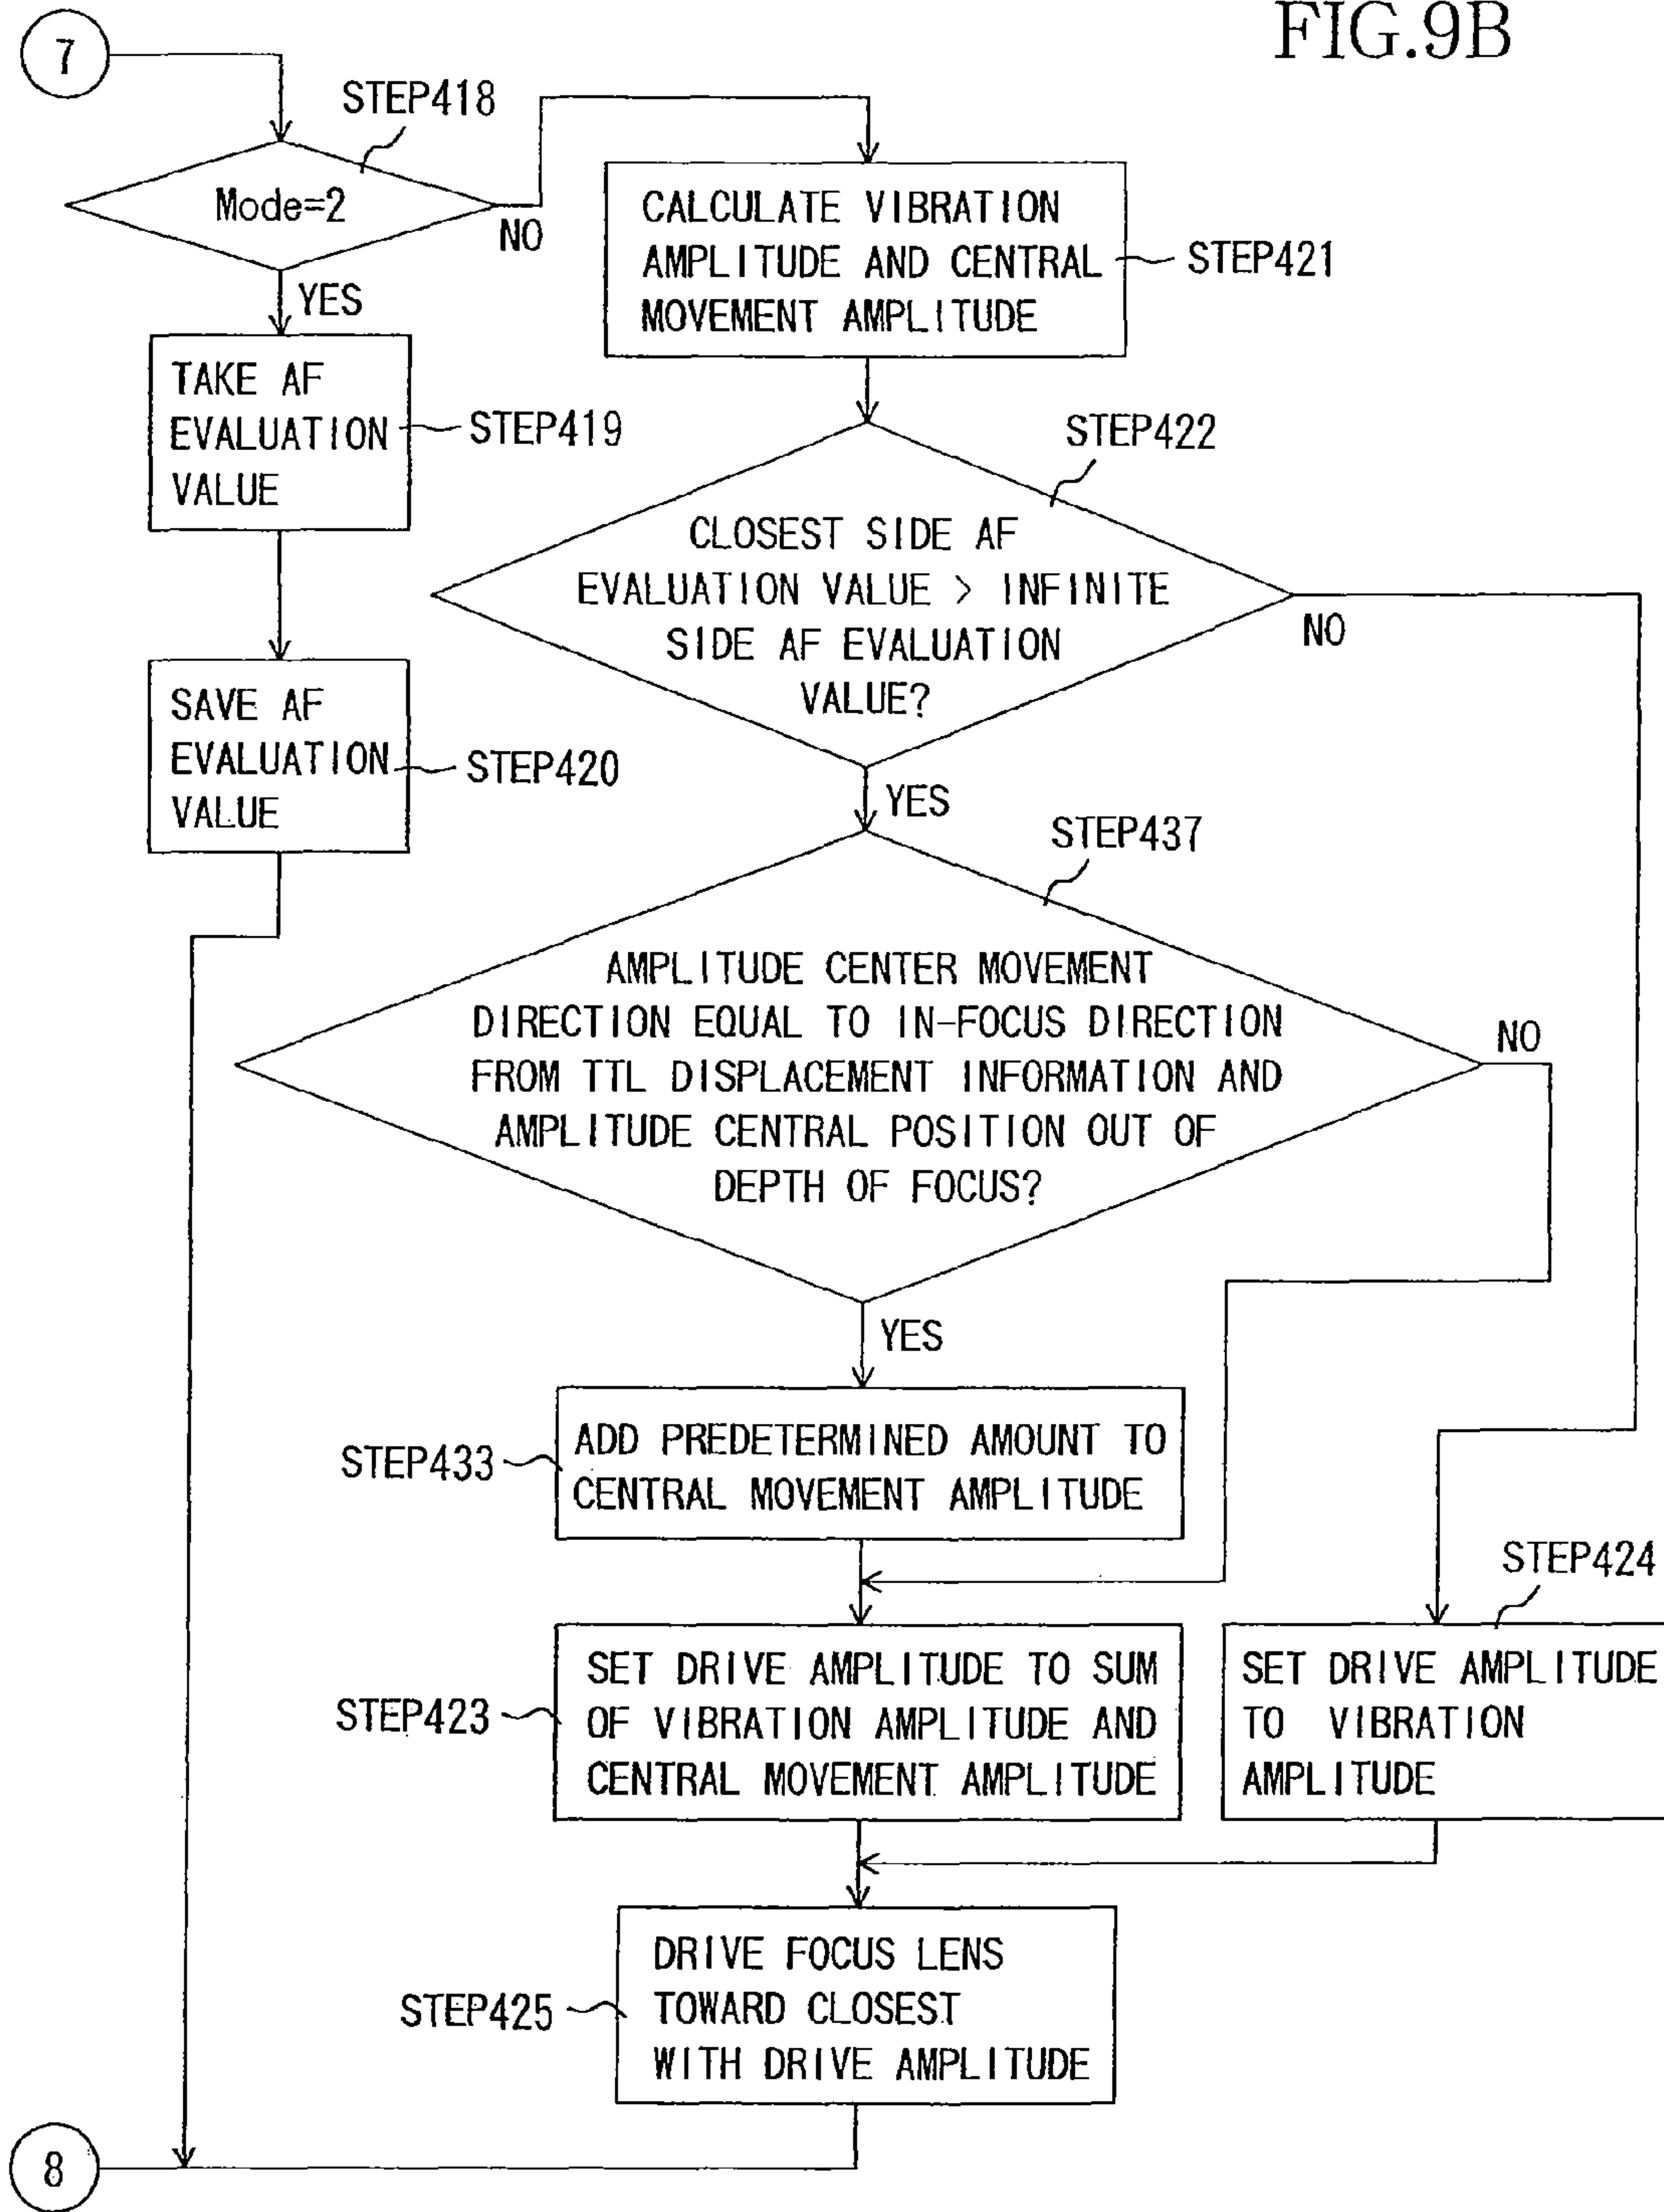 FIG.9B
7
STEP418
Mode=2
NO
YES
CALCULATE VIBRATION
AMPLITUDE AND CENTRAL
MOVEMENT AMPLITUDE
STEP421
TAKE AF
EVALUATION
VALUE
STEP419
STEP422
CLOSEST SIDE AF
EVALUATION VALUE > INFINITE
SIDE AF EVALUATION
VALUE?
NO
YES
SAVE AF
EVALUATION
VALUE
STEP420
STEP437
AMPLITUDE CENTER MOVEMENT
DIRECTION EQUAL TO IN-FOCUS DIRECTION
FROM TTL DISPLACEMENT INFORMATION AND
AMPLITUDE CENTRAL POSITION OUT OF
DEPTH OF FOCUS?
NO
YES
STEP433
ADD PREDETERMINED AMOUNT TO
CENTRAL MOVEMENT AMPLITUDE
STEP424
STEP423
SET DRIVE AMPLITUDE TO SUM
OF VIBRATION AMPLITUDE AND
CENTRAL MOVEMENT AMPLITUDE
SET DRIVE AMPLITUDE
TO VIBRATION
AMPLITUDE
STEP425
DRIVE FOCUS LENS
TOWARD CLOSEST
WITH DRIVE AMPLITUDE
8